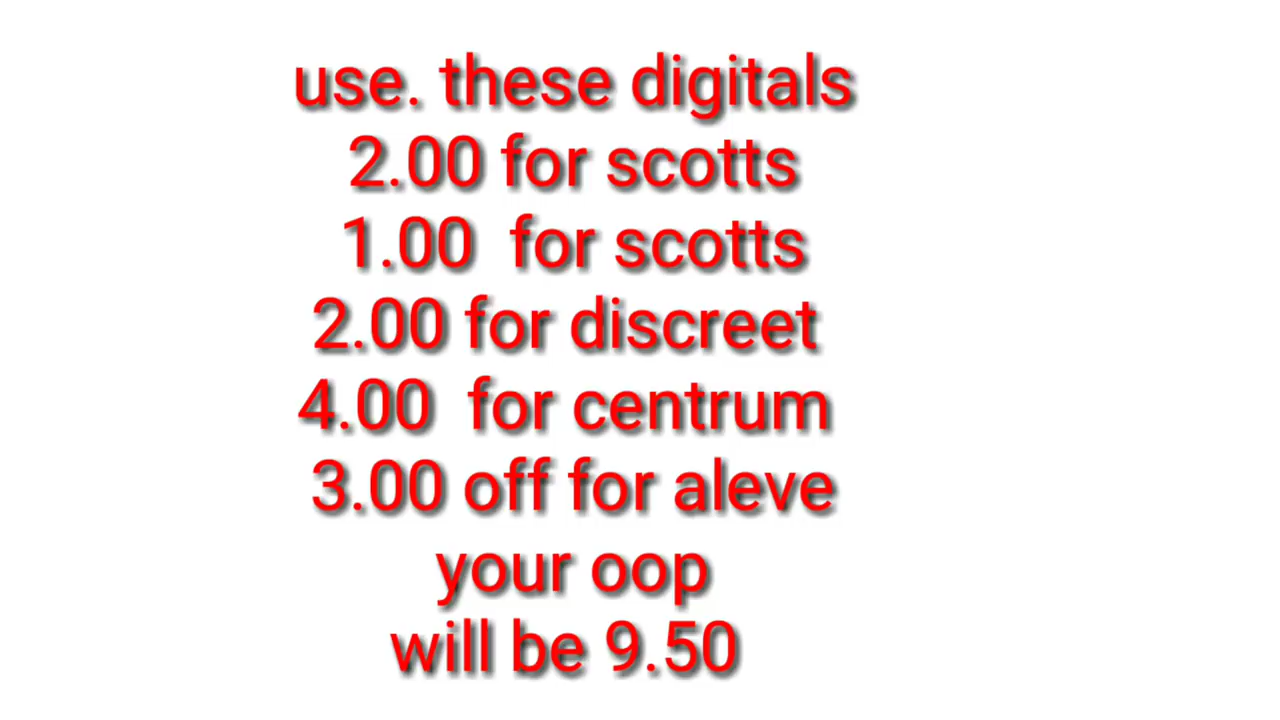 use. these digitals
2.00 for scotts
1.00 for scotts
2.00 for discreet
4.00 for centrum
3.00 off for aleve
your oop
will be 9.50